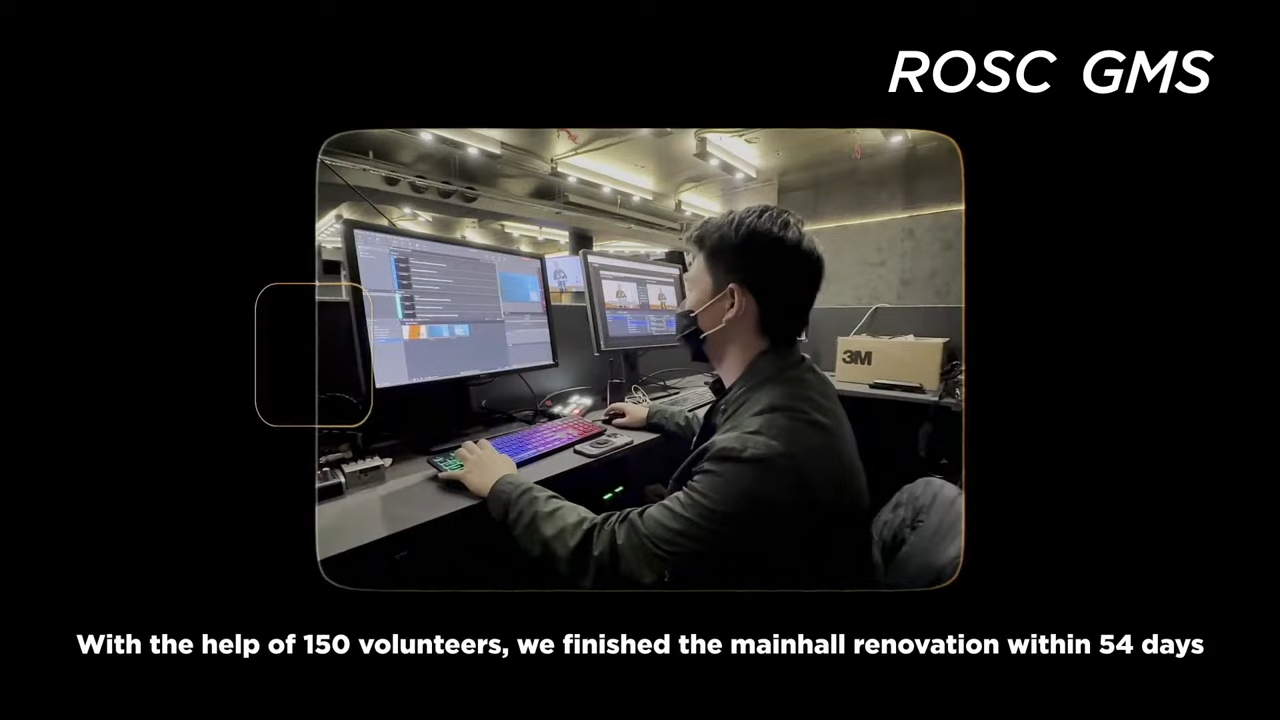 ROSC GMS
3M
With the help of 150 volunteers, we finished the mainhall renovation within 54 days